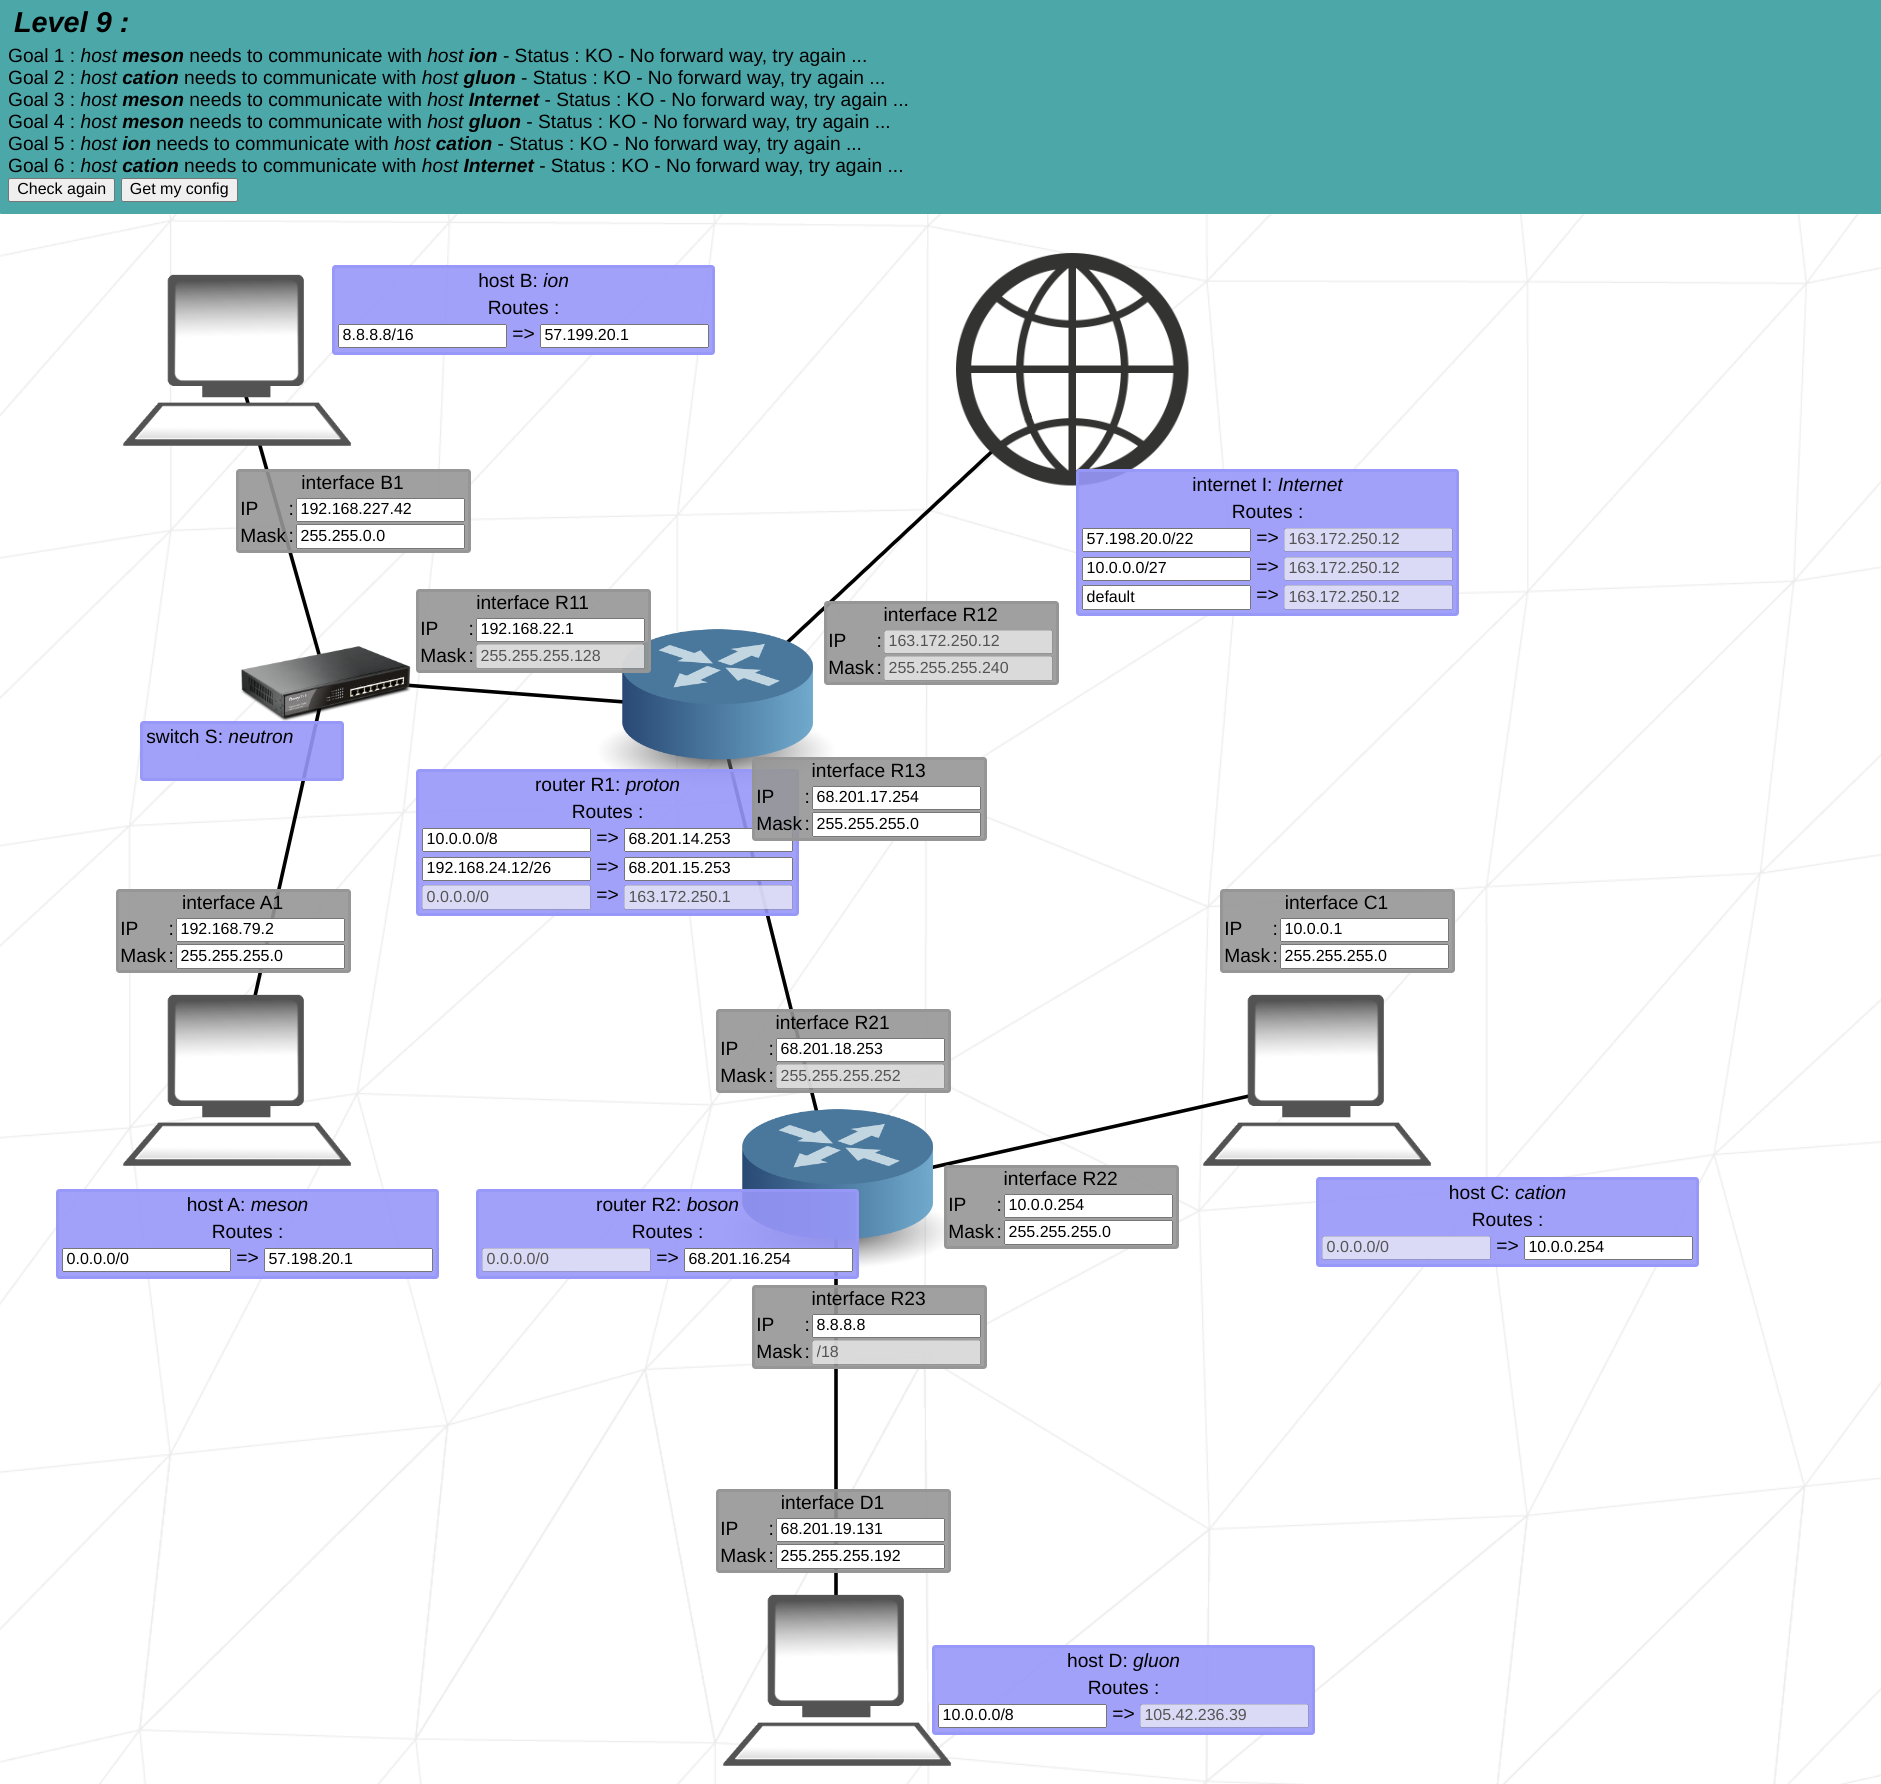 Level 9 :
Goal 1 : host meson needs to communicate with host ion - Status : KO - No forward way, try again ...
Goal 2 : host cation needs to communicate with host gluon - Status : KO - No forward way, try again ...
Goal 3 : host meson needs to communicate with host Internet - Status : KO - No forward way, try again ...
Goal 4 : host meson needs to communicate with host gluon - Status : KO - No forward way, try again ...
Goal 5 : host ion needs to communicate with host cation - Status : KO - No forward way, try again ...
Goal 6 : host cation needs to communicate with host Internet - Status : KO - No forward way, try again ...
Check again Get my config
host B: ion
Routes :
8.8.8.8/16 => 57.199.20.1
interface B1
IP : 192.168.227.42
Mask : 255.255.0.0
internet I: Internet
Routes :
57.198.20.0/22 => 163.172.250.12
10.0.0.0/27 => 163.172.250.12
default => 163.172.250.12
interface R11
IP : 192.168.22.1
Mask : 255.255.255.128
interface R12
IP : 163.172.250.12
Mask : 255.255.255.240
switch S: neutron
router R1: proton
Routes :
10.0.0.0/8 => 68.201.14.253
192.168.24.12/26 => 68.201.15.253
0.0.0.0/0 => 163.172.250.1
interface R13
IP : 68.201.17.254
Mask : 255.255.255.0
interface A1
IP : 192.168.79.2
Mask : 255.255.255.0
interface C1
IP : 10.0.0.1
Mask : 255.255.255.0
interface R21
IP : 68.201.18.253
Mask : 255.255.255.252
host A: meson
Routes :
0.0.0.0/0 => 57.198.20.1
router R2: boson
Routes :
0.0.0.0/0 => 68.201.16.254
interface R22
IP : 10.0.0.254
Mask : 255.255.255.0
host C: cation
Routes :
0.0.0.0/0 => 10.0.0.254
interface R23
IP : 8.8.8.8
Mask : /18
interface D1
IP : 68.201.19.131
Mask : 255.255.255.192
host D: gluon
Routes :
10.0.0.0/8 => 105.42.236.39